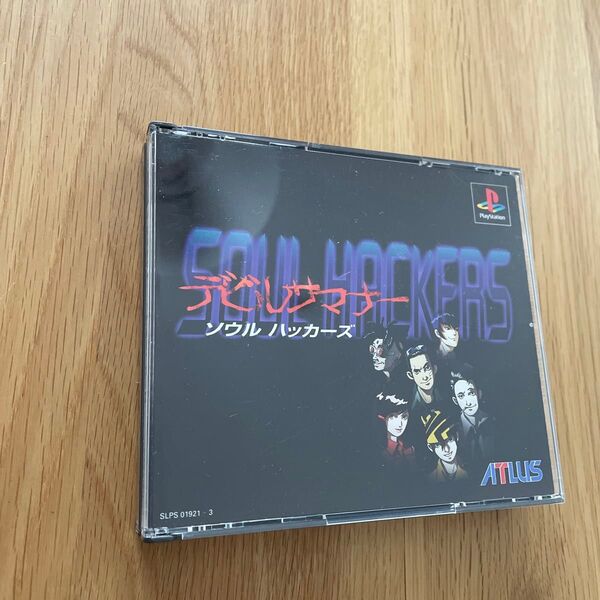 PlayStation
SOUL HACKERS
デビルサマナー
ソウル ハッカーズ
ATLUS
SLPS 01921 - 3